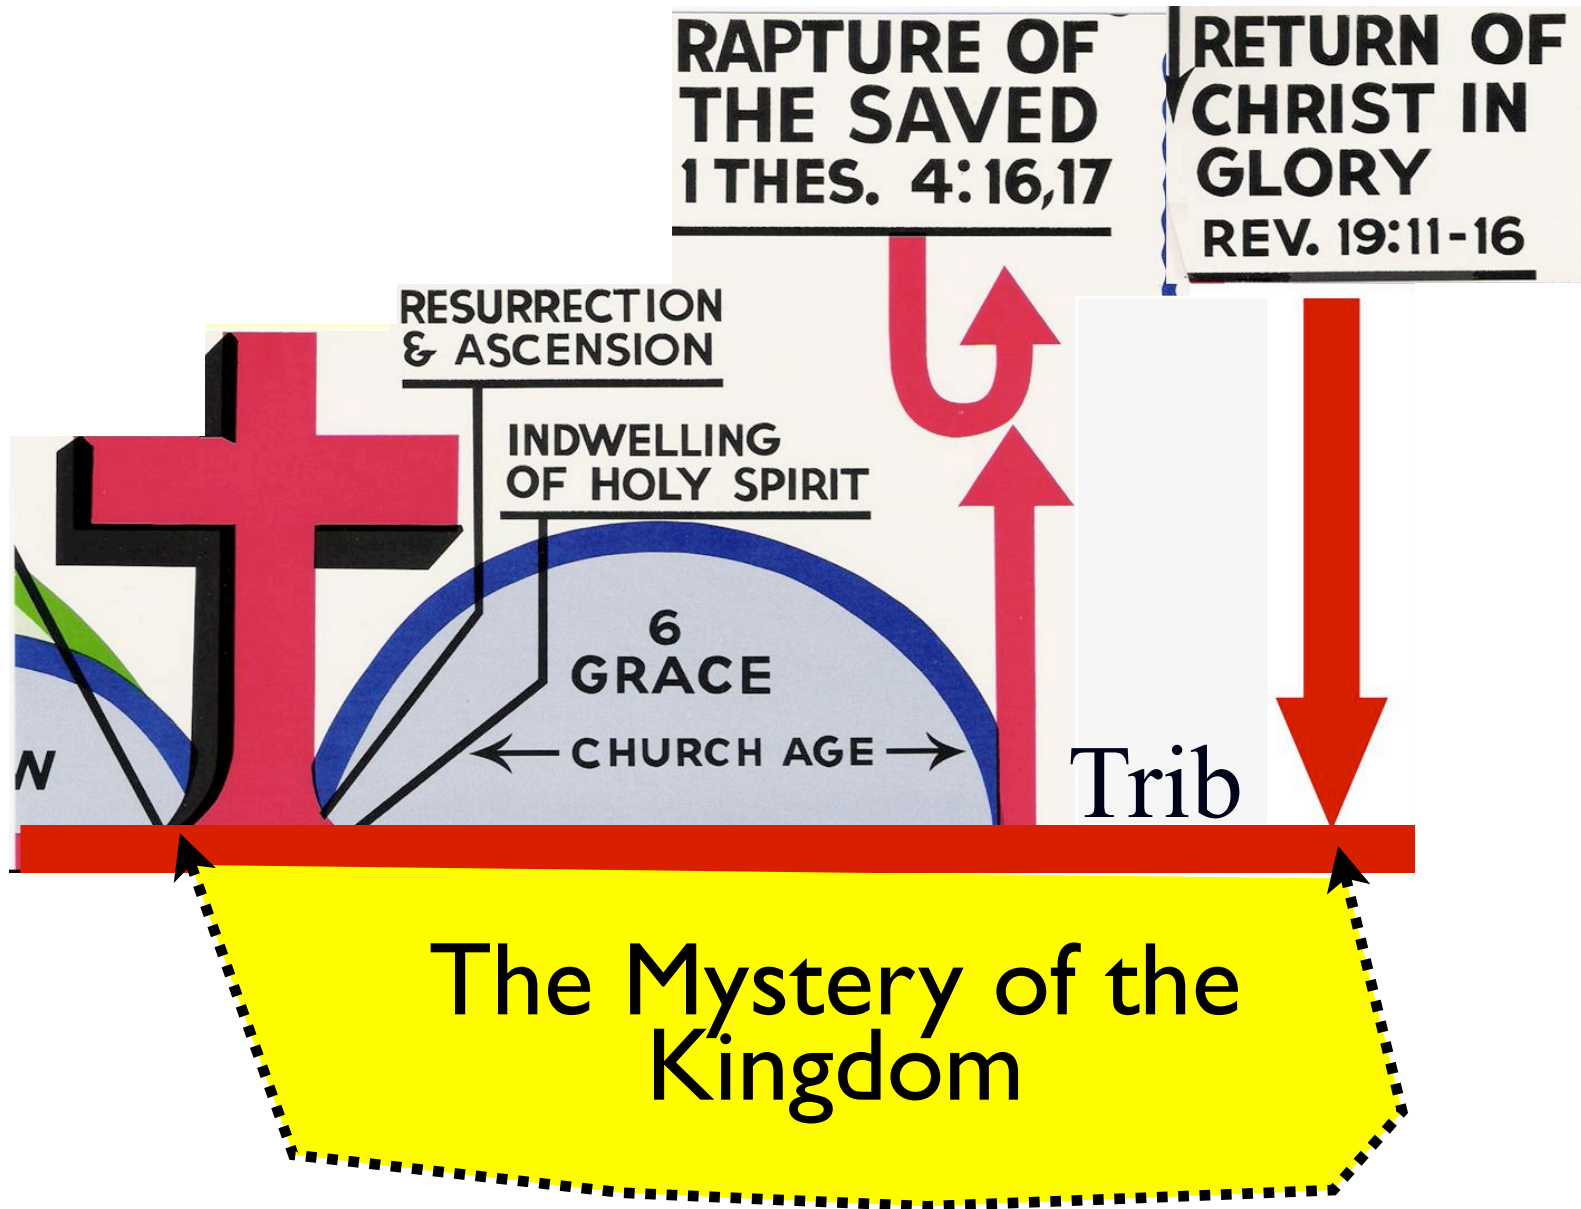 RAPTURE OF
THE SAVED
1 THES. 4:16,17
RETURN OF
CHRIST IN
GLORY
REV. 19:11-16
RESURRECTION
& ASCENSION
INDWELLING
OF HOLY SPIRIT
6
GRACE
CHURCH AGE
W
Trib
The Mystery of the
Kingdom